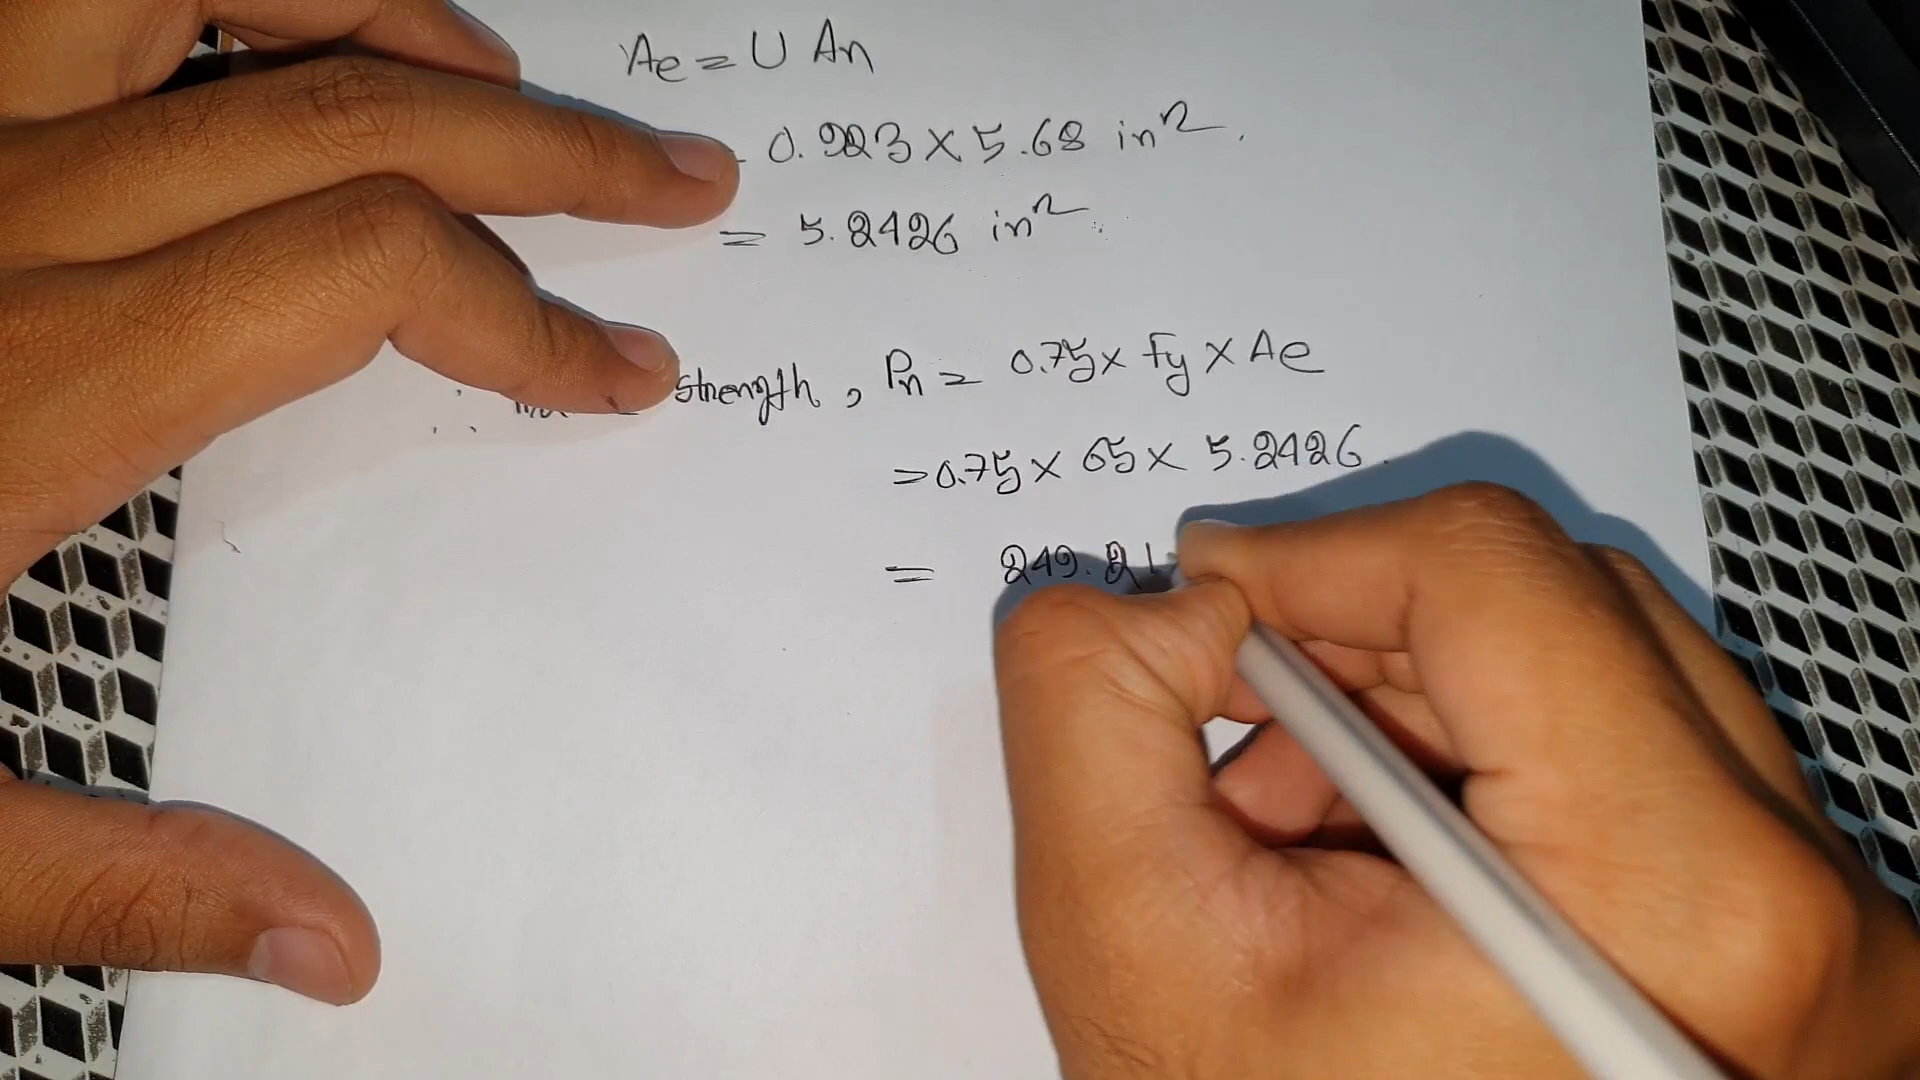 Ae = U An
= 0.923 × 5.68 in².
= 5.2426 in².
strength, Pn = 0.75 × Fy × Ae
= 0.75 × 65 × 5.2426
= 249.21